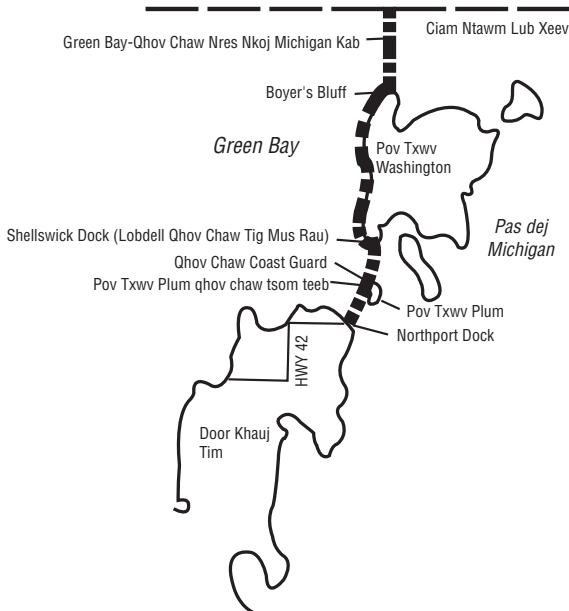 Ciam Ntawm Lub Xeev
Green Bay-Qhov Chaw Nres Nkoj Michigan Kab
Boyer's Bluff
Green Bay
Pov Txwv
Washington
Pas dej
Michigan
Shellswick Dock (Lobdell Qhov Chaw Tig Mus Rau)
Qhov Chaw Coast Guard
Pov Txwv Plum qhov chaw tsom teeb
Pov Txwv Plum
Northport Dock
HWY 42
Door Khauj
Tim